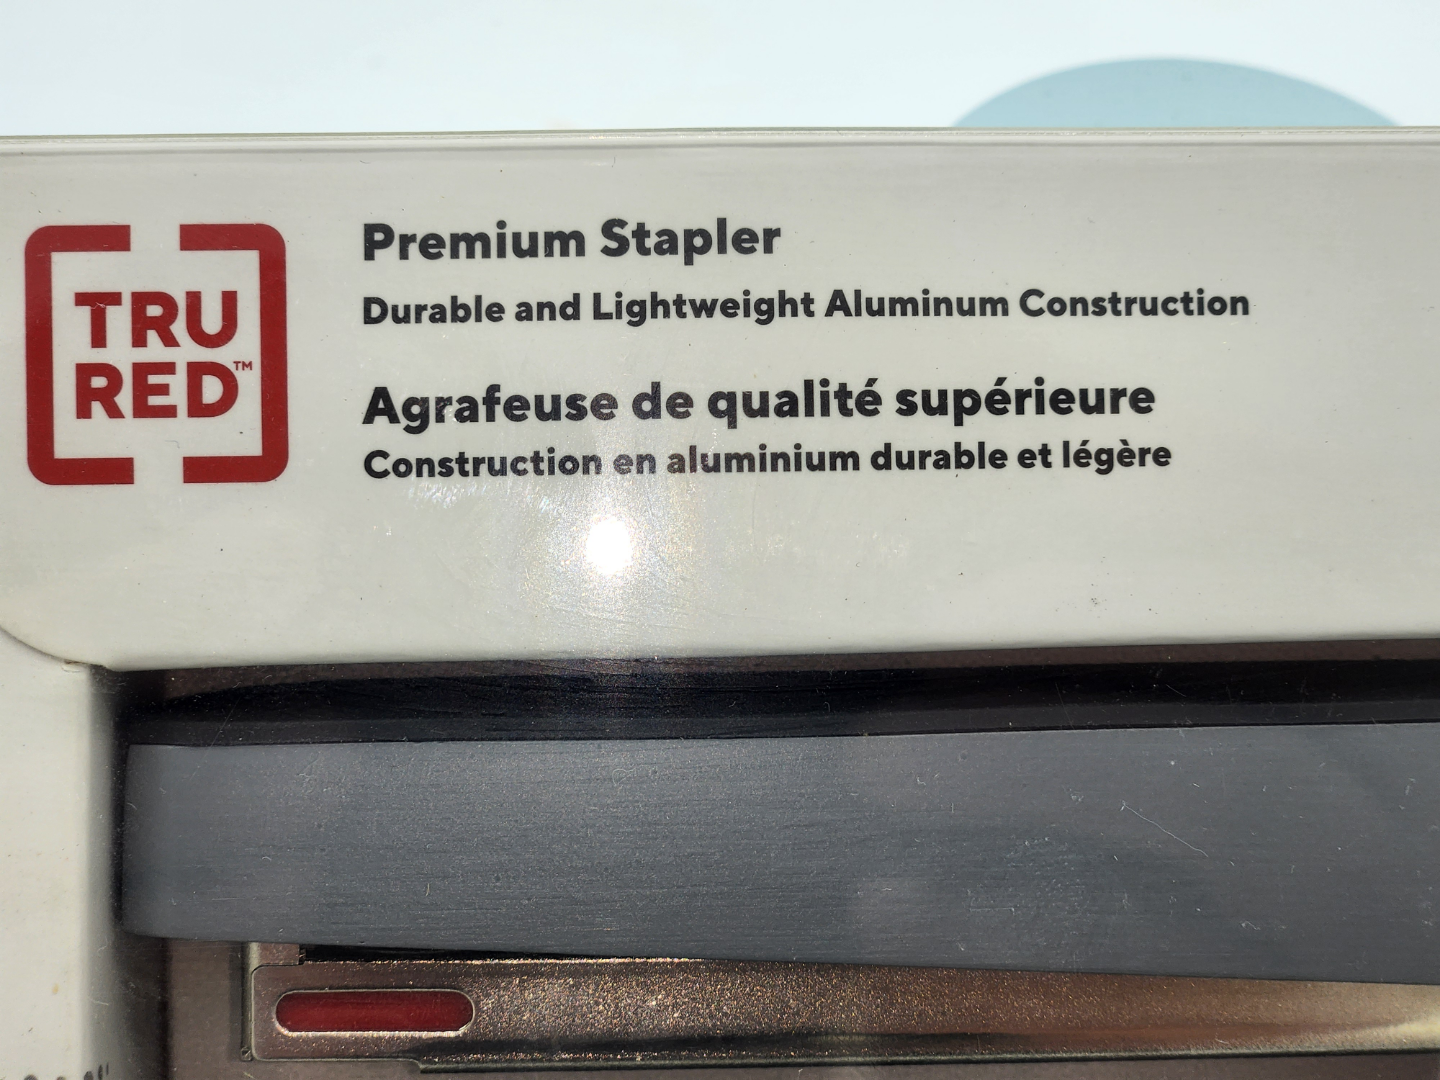 TRU
RED™
Premium Stapler
Durable and Lightweight Aluminum Construction
Agrafeuse de qualité supérieure
Construction en aluminium durable et légère